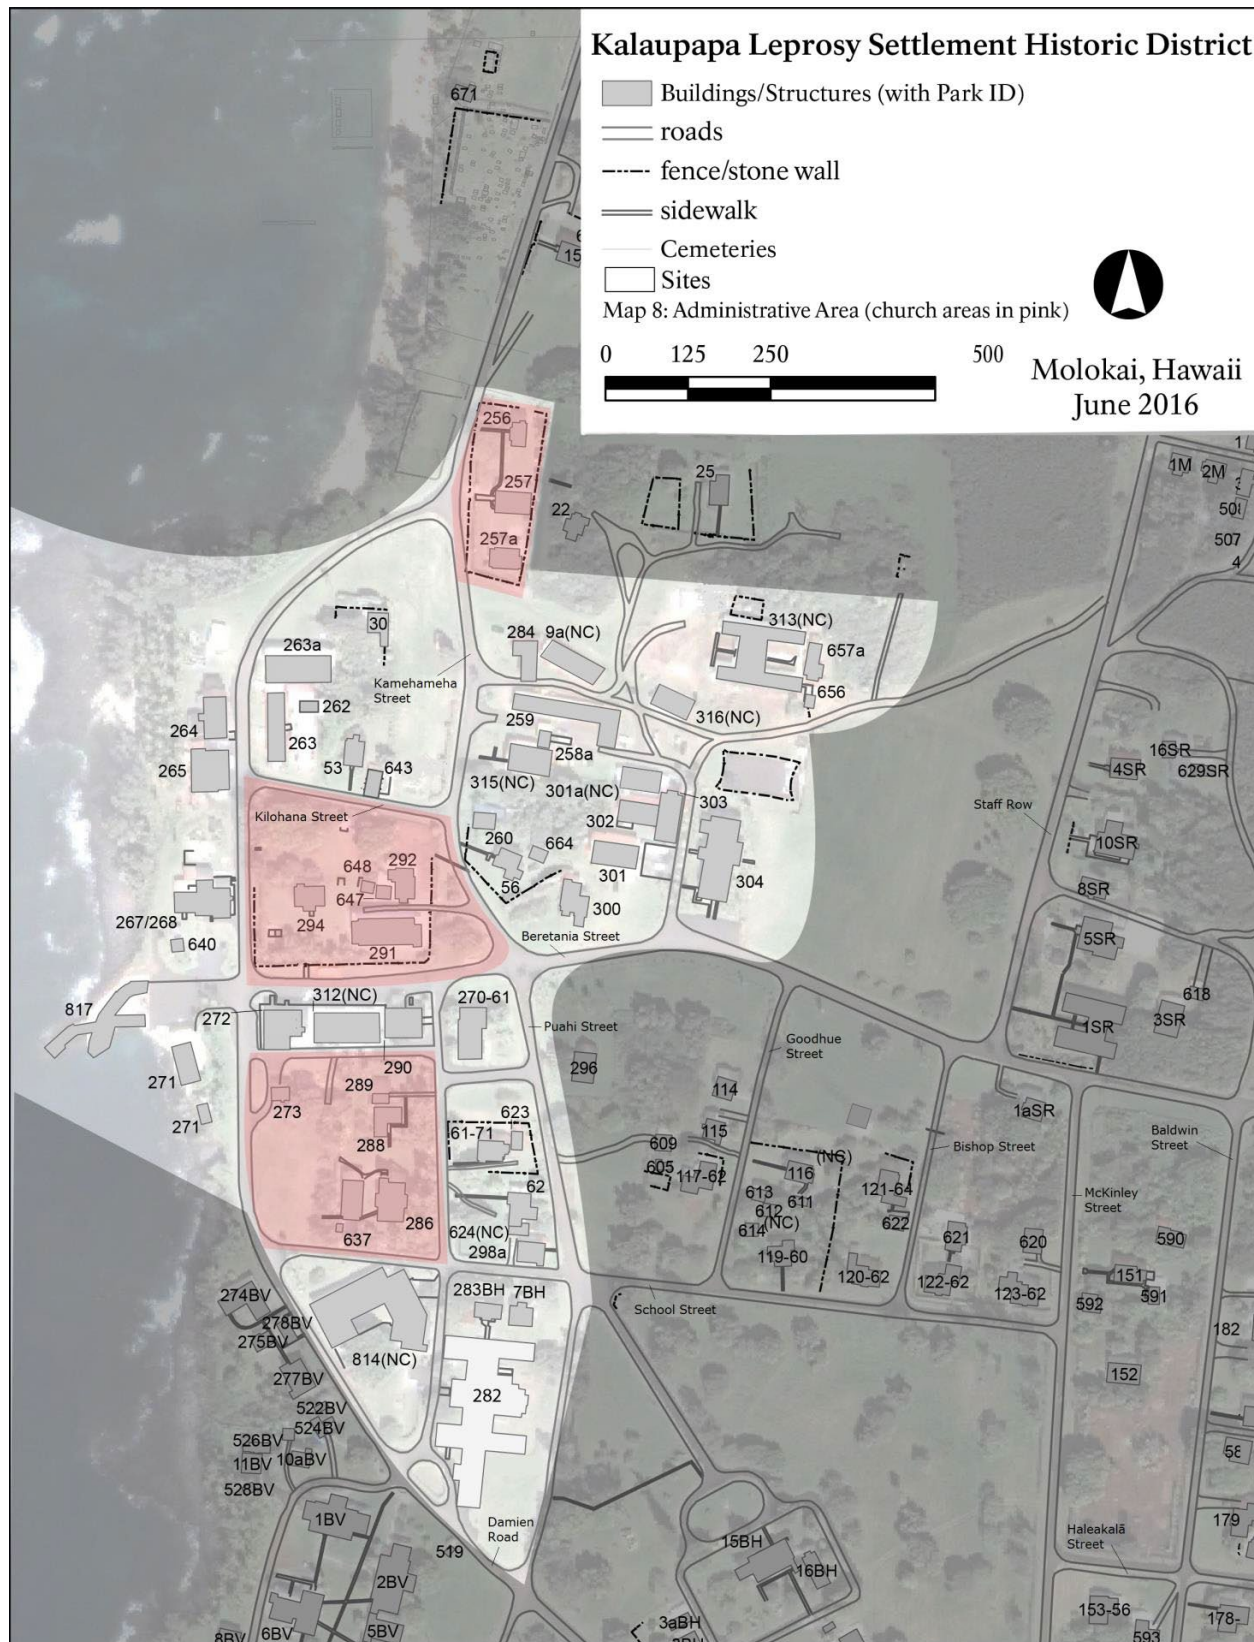 Kalaupapa Leprosy Settlement Historic District
Buildings/Structures (with Park ID)
roads
fence/stone wall
sidewalk
Cemeteries
Sites
Map 8: Administrative Area (church areas in pink)
0 125 250 500
Molokai, Hawaii
June 2016
671
15
256
257
257a
25
22
1M 2M
507
4
30
263a
284 9a(NC)
313(NC)
657a
656
Kamehameha
Street
262
263
264
265
53
643
259
258a
315(NC)
316(NC)
301a(NC)
303
302
Kilohana Street
260
664
56
301
304
300
648
292
647
294
291
267/268
640
Beretania Street
Staff Row
16SR
4SR
629SR
10SR
8SR
5SR
618
1SR
3SR
1aSR
817
272
312(NC)
270-61
Puahi Street
Goodhue
Street
290
271
271
273
289
288
296
114
115
609
605
117-62
623
61-71
62
624(NC)
298a
286
637
(NC)
116
613
611
612
(NC)
614
119-60
121-64
622
120-62
Bishop Street
621
122-62
620
123-62
McKinley
Street
Baldwin
Street
590
151
591
592
182
152
58
School Street
274BV
278BV
275BV
277BV
814(NC)
283BH 7BH
282
522BV
524BV
526BV
11BV
10aBV
528BV
1BV
2BV
6BV
5BV
8BV
519
Damien
Road
15BH
16BH
3aBH
Haleakalā
Street
179
153-56
178-
593